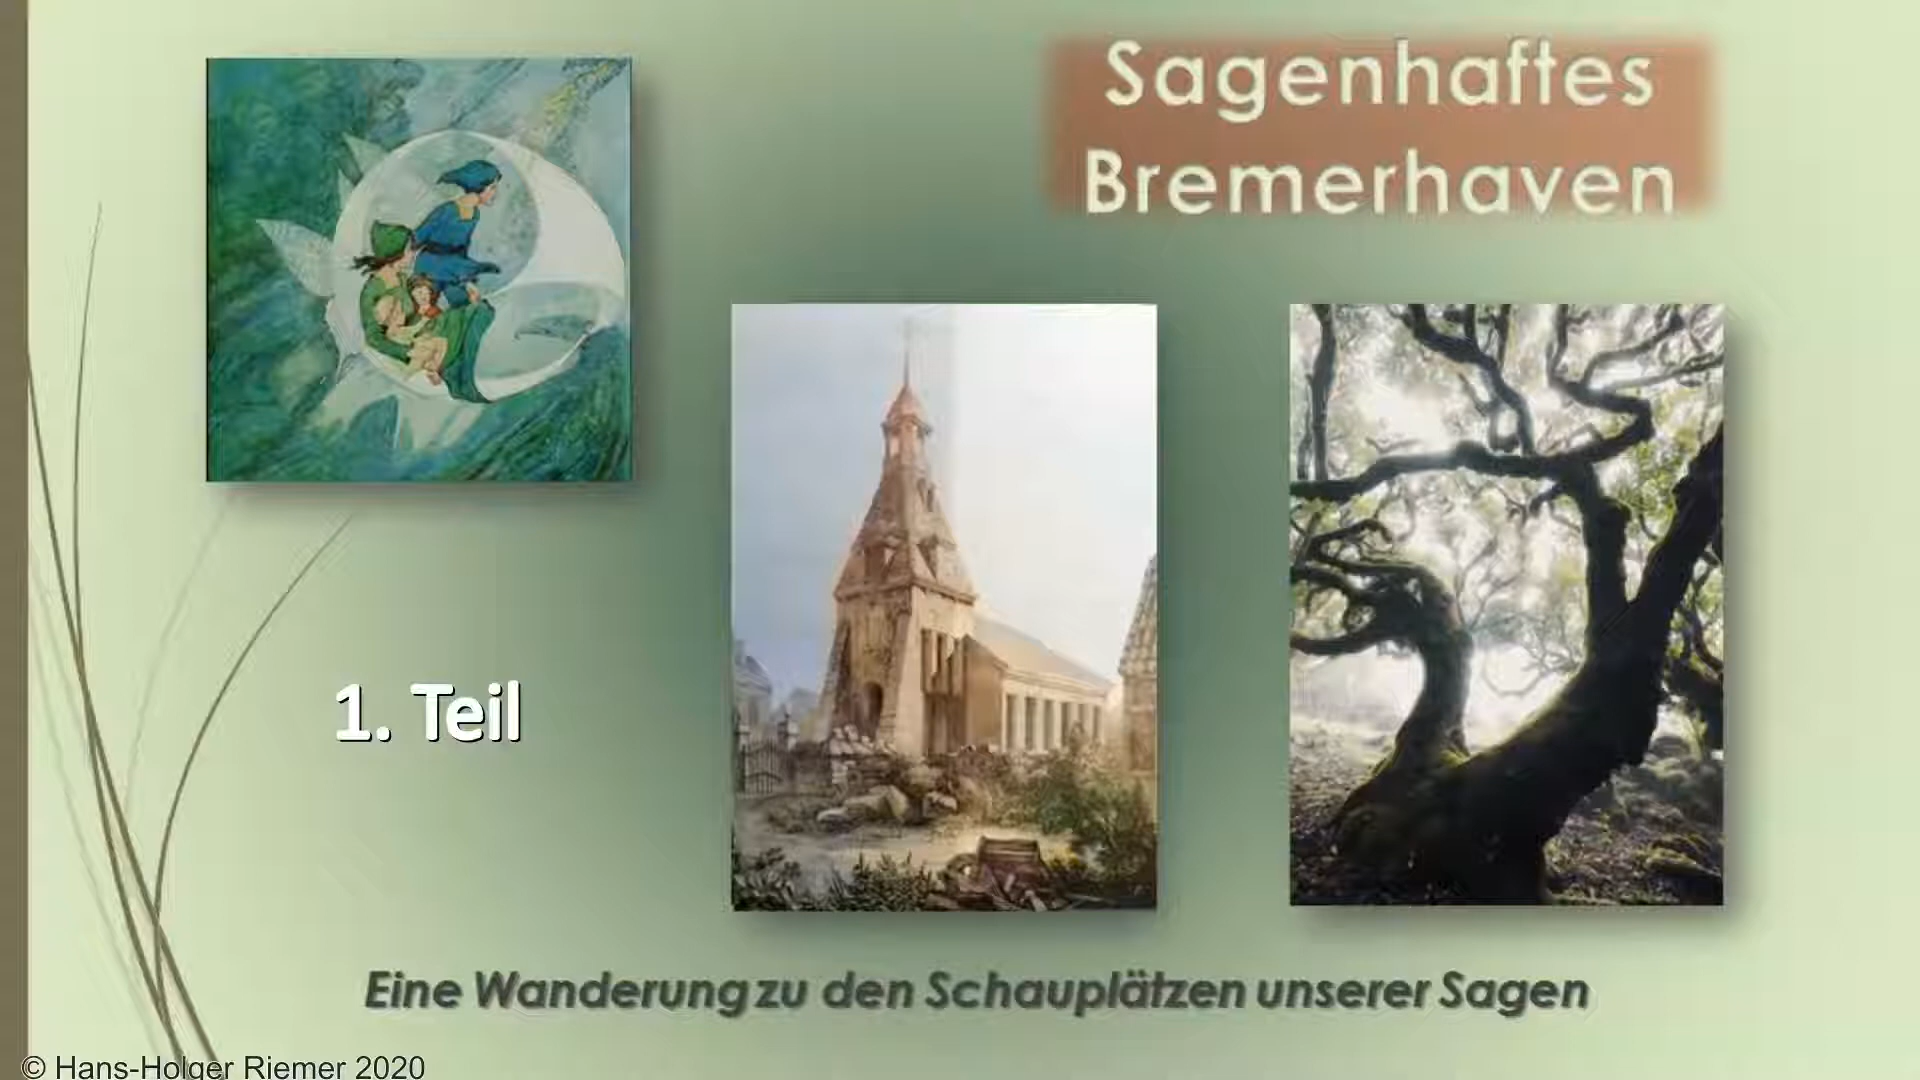 Sagenhaftes
Bremerhaven
1. Teil
Eine Wanderung zu den Schauplätzen unserer Sagen
© Hans-Holger Riemer 2020